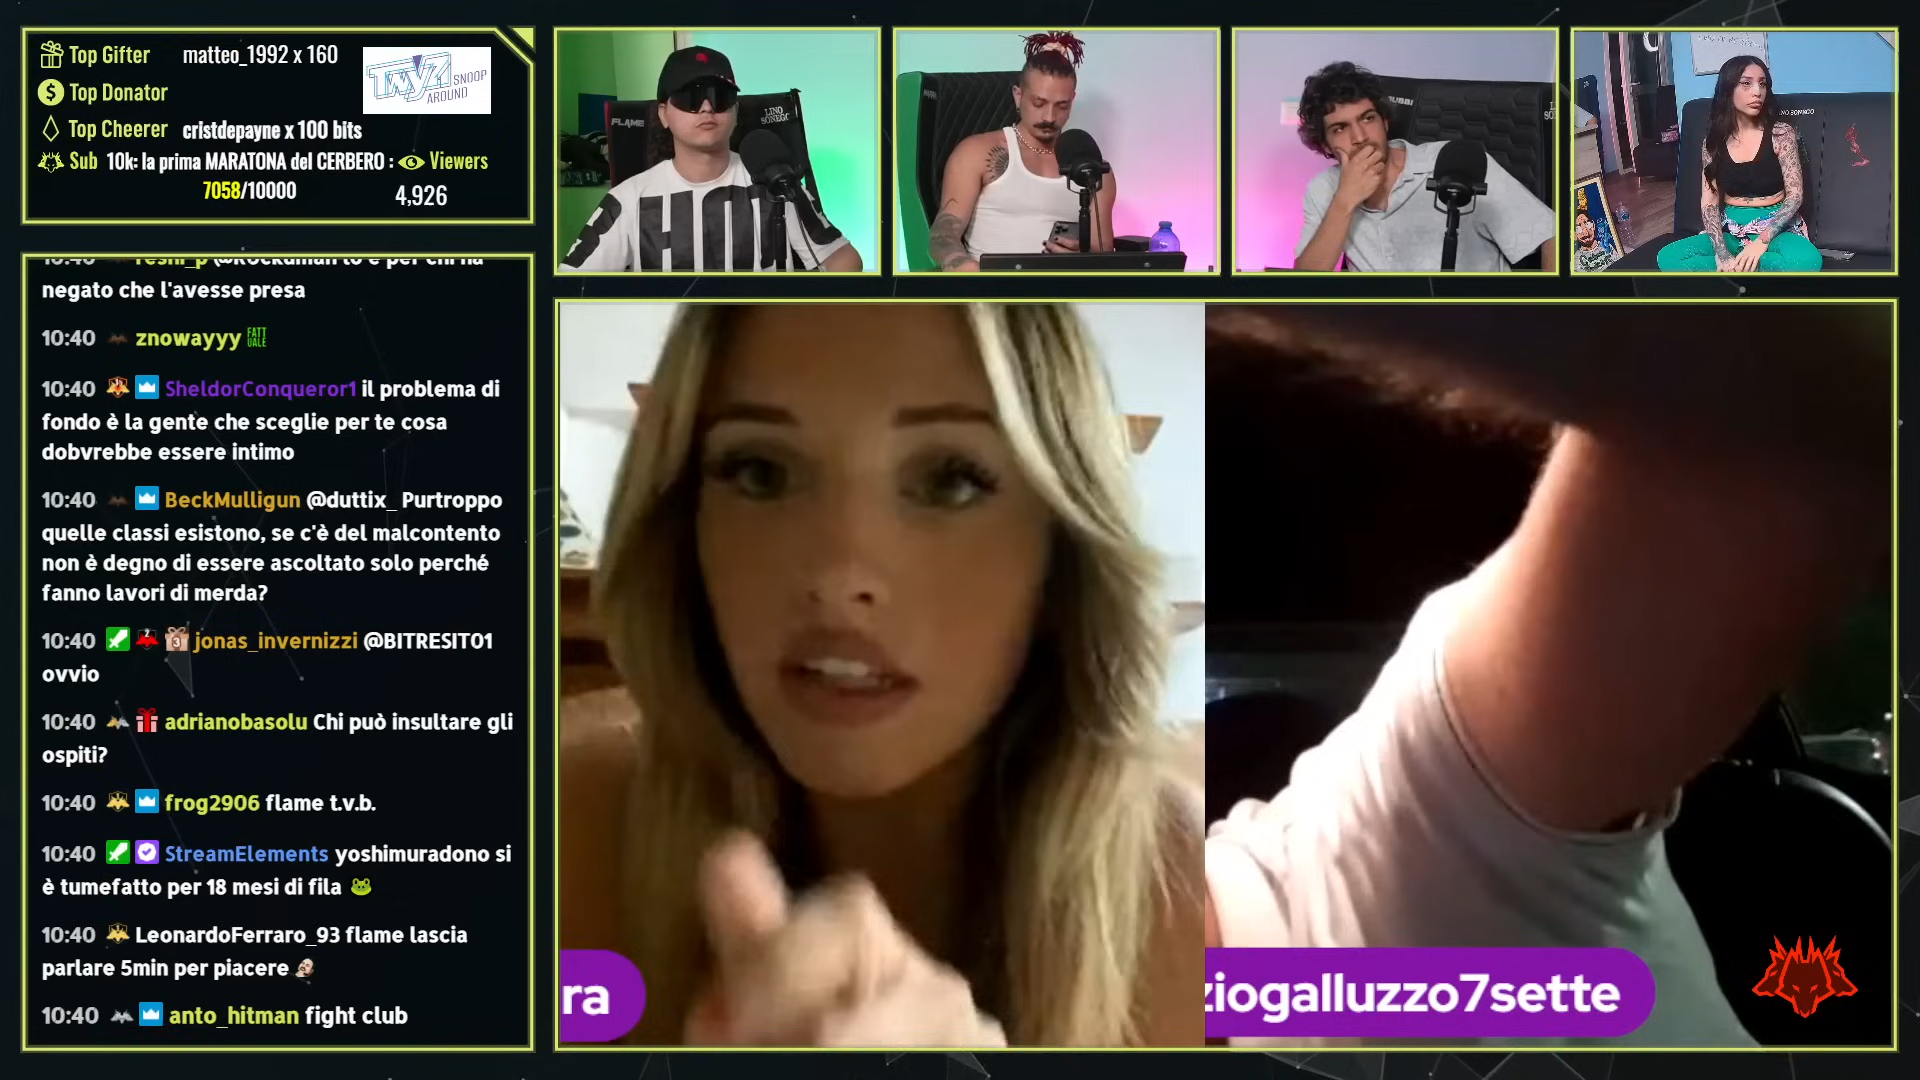 Top Gifter matteo_1992 x 160
TWYZ
SNOOP
AROUND
Top Donator
Top Cheerer cristdepayne x 100 bits
Sub 10k: la prima MARATONA del CERBERO : Viewers
7058/10000 4,926
FLAME
LINO
SONEGO
negato che l'avesse presa
10:40 znowayyy FATTUALE
10:40 SheldorConqueror1 il problema di
fondo è la gente che sceglie per te cosa
dobvrebbe essere intimo
10:40 BeckMulligun @duttix_ Purtroppo
quelle classi esistono, se c'è del malcontento
non è degno di essere ascoltato solo perché
fanno lavori di merda?
10:40 jonas_invernizzi @BITRESITO1
ovvio
10:40 adrianobasolu Chi può insultare gli
ospiti?
10:40 frog2906 flame t.v.b.
10:40 StreamElements yoshimuradono si
è tumefatto per 18 mesi di fila
10:40 LeonardoFerraro_93 flame lascia
parlare 5min per piacere
10:40 anto_hitman fight club
ra
ziogalluzzo7sette